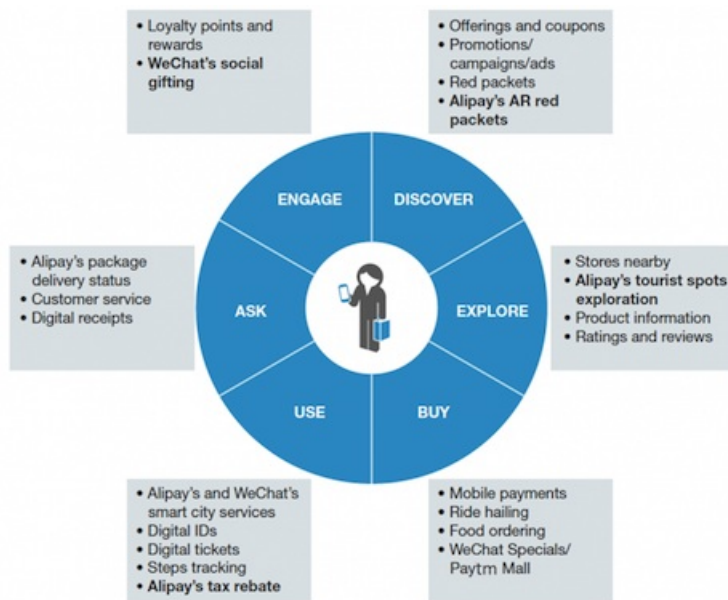 • Loyalty points and
rewards
• WeChat's social
gifting
• Offerings and coupons
• Promotions/
campaigns/ads
• Red packets
• Alipay's AR red
packets
ENGAGE
DISCOVER
• Alipay's package
delivery status
• Customer service
• Digital receipts
ASK
EXPLORE
• Stores nearby
• Alipay's tourist spots
exploration
• Product information
• Ratings and reviews
USE
BUY
• Alipay's and WeChat's
smart city services
• Digital IDs
• Digital tickets
• Steps tracking
• Alipay's tax rebate
• Mobile payments
• Ride hailing
• Food ordering
• WeChat Specials/
Paytm Mall